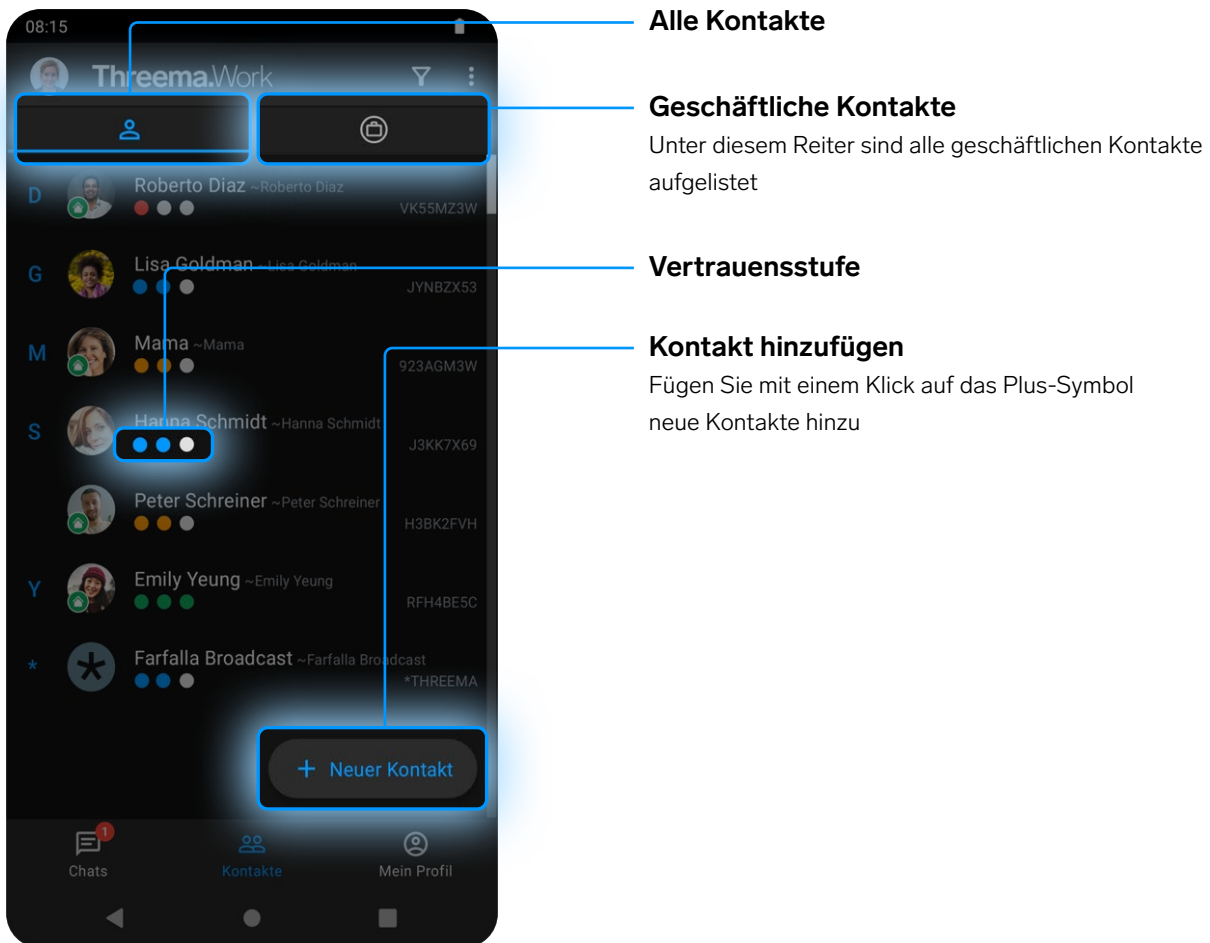 08:15
Threema.Work
D
Roberto Diaz ~Roberto Diaz
VK55MZ3W
G
Lisa Goldman ~Lisa Goldman
JYNBZX53
M
Mama ~Mama
923AGM3W
S
Hanna Schmidt ~Hanna Schmidt
J3KK7X69
Peter Schreiner ~Peter Schreiner
H3BK2FVH
Y
Emily Yeung ~Emily Yeung
RFH4BE5C
*
Farfalla Broadcast ~Farfalla Broadcast
*THREEMA
+ Neuer Kontakt
1
Chats
Kontakte
Mein Profil
Alle Kontakte
Geschäftliche Kontakte
Unter diesem Reiter sind alle geschäftlichen Kontakte
aufgelistet
Vertrauensstufe
Kontakt hinzufügen
Fügen Sie mit einem Klick auf das Plus-Symbol
neue Kontakte hinzu